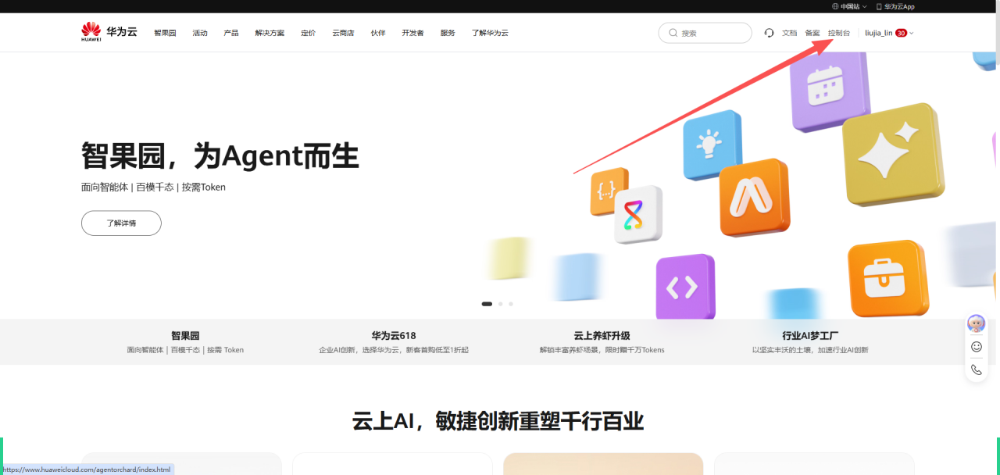 中国站 华为云App
HUAWEI 华为云 智果园 活动 产品 解决方案 定价 云商店 伙伴 开发者 服务 了解华为云 搜索 文档 备案 控制台 liujia_lin 30
智果园，为Agent而生
面向智能体 | 百模千态 | 按需Token
了解详情
{...}
智果园 华为云618 云上养虾升级 行业AI梦工厂
面向智能体 | 百模千态 | 按需 Token 企业AI创新，选择华为云，新客首购低至1折起 解锁丰富养虾场景，限时赠千万Tokens 以坚实丰沃的土壤，加速行业AI创新
云上AI，敏捷创新重塑千行百业
https://www.huaweicloud.com/agentorchard/index.html